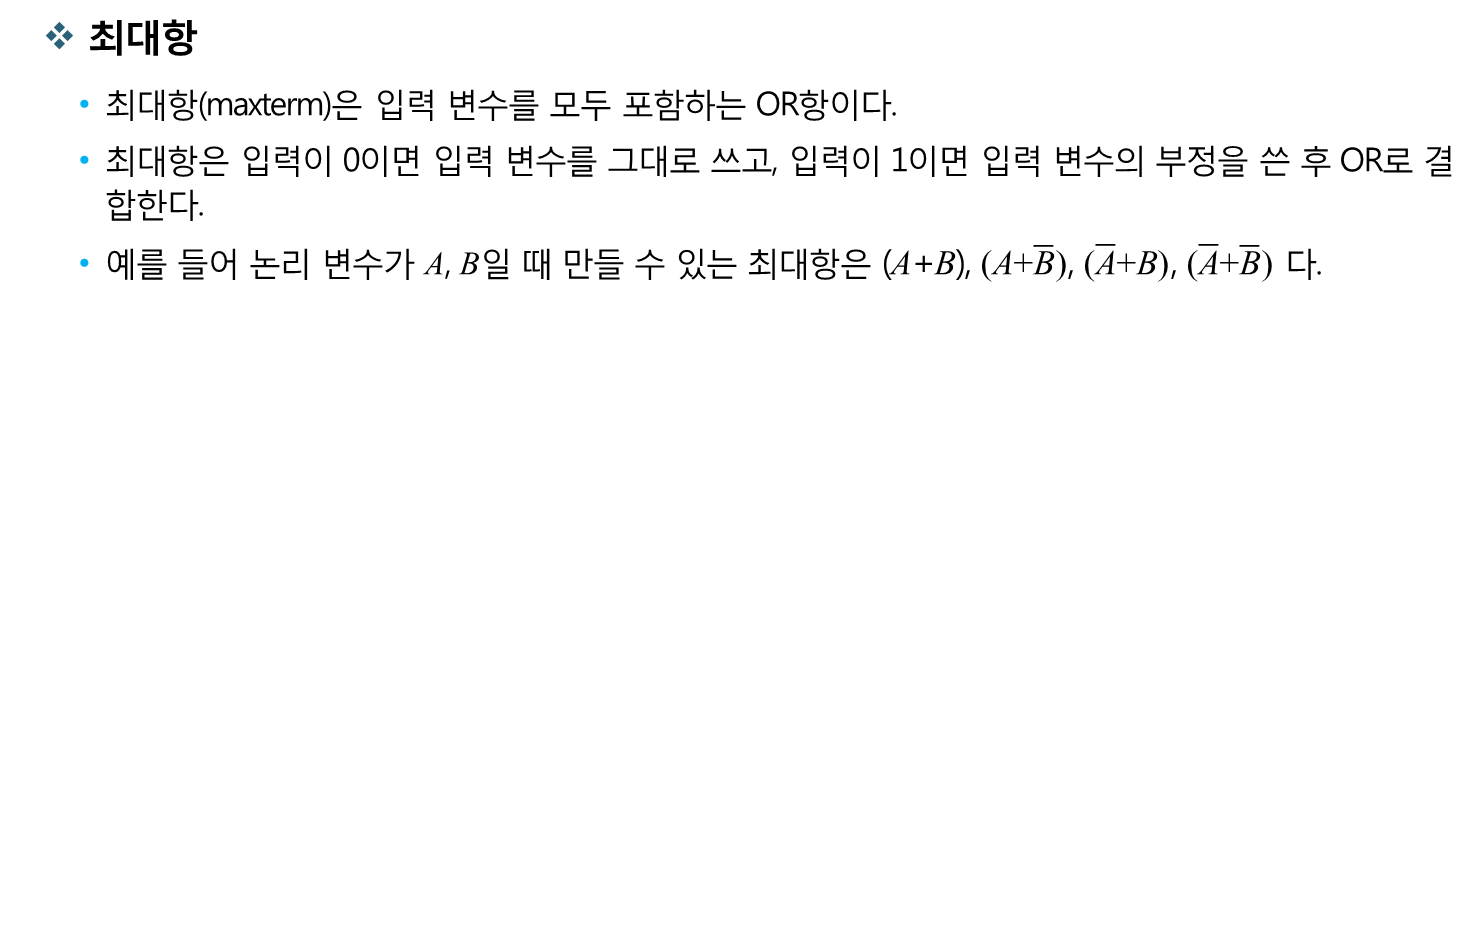 ❖ 최대항
• 최대항(maxterm)은 입력 변수를 모두 포함하는 OR항이다.
• 최대항은 입력이 0이면 입력 변수를 그대로 쓰고, 입력이 1이면 입력 변수의 부정을 쓴 후 OR로 결
합한다.
• 예를 들어 논리 변수가 A, B일 때 만들 수 있는 최대항은 (A+B), (A+B̅), (A̅+B), (A̅+B̅) 다.